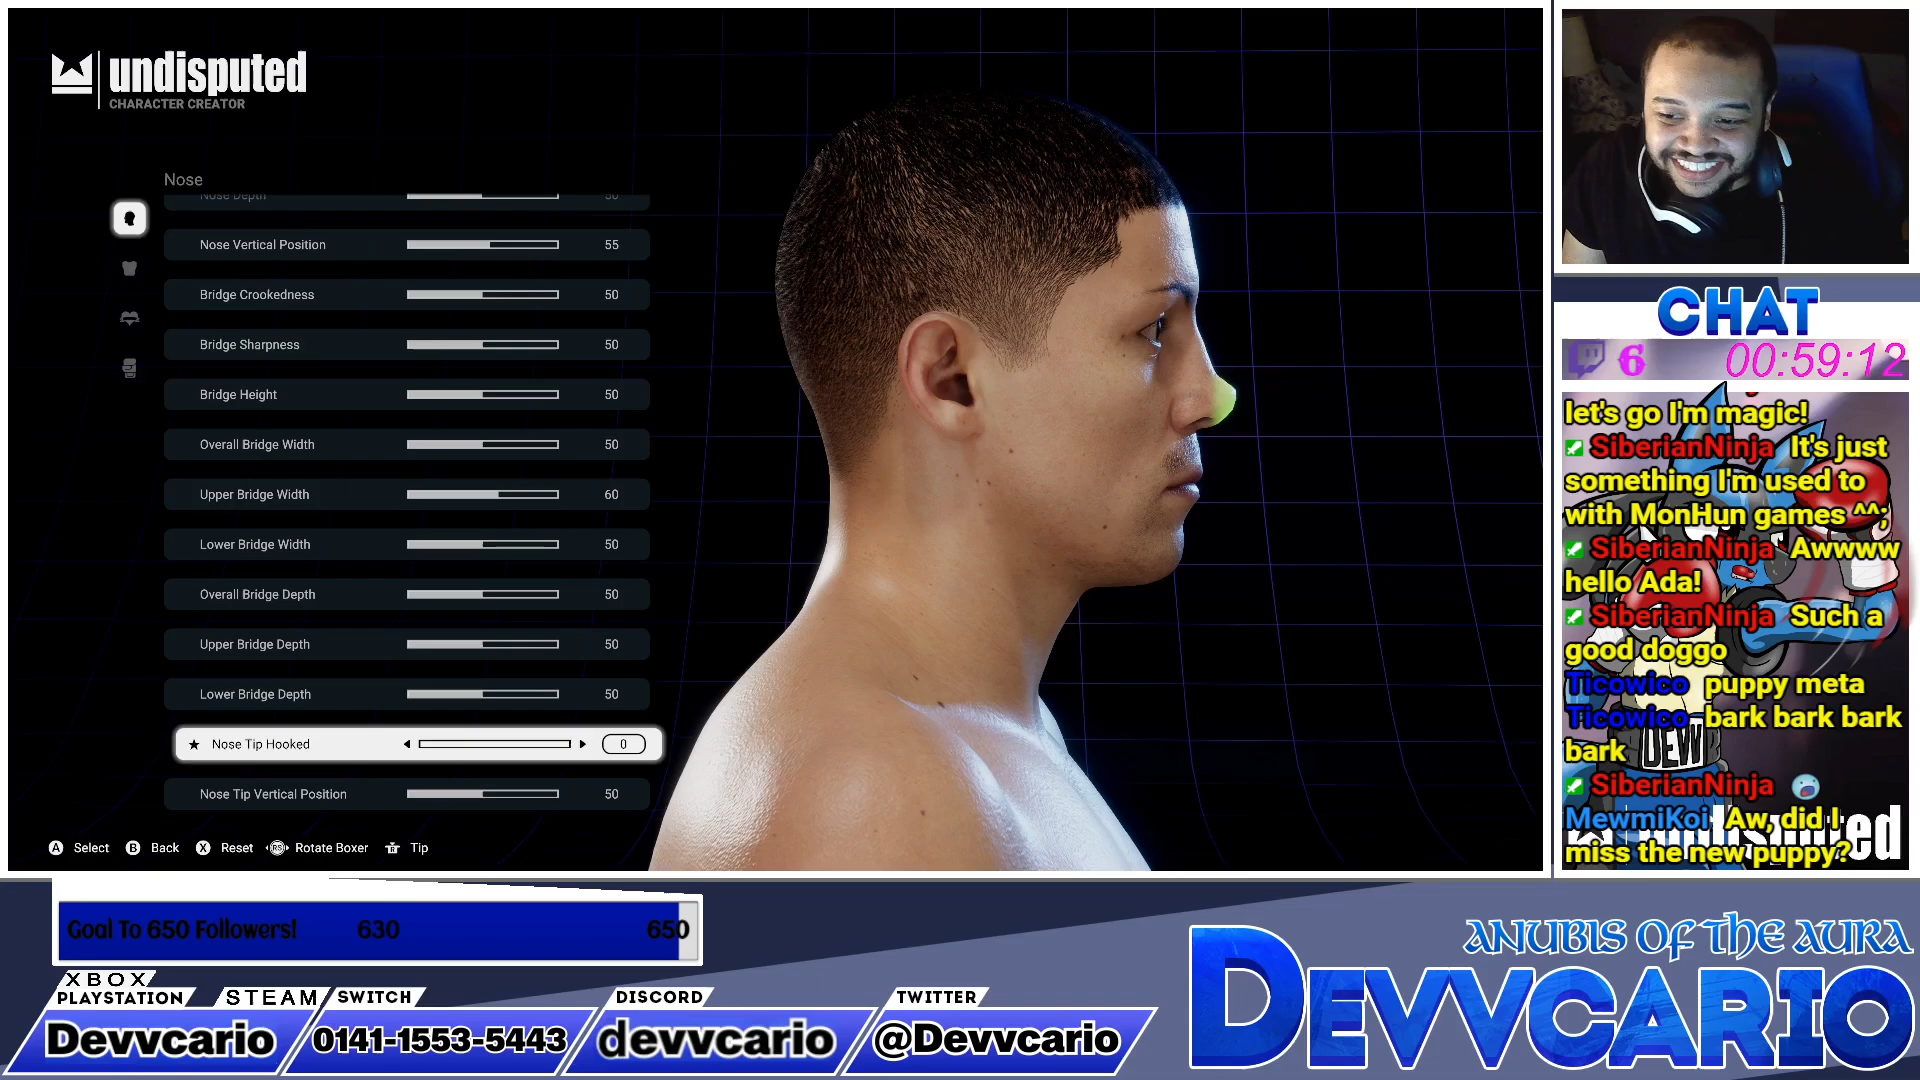 undisputed
CHARACTER CREATOR
Nose
Nose Depth 50
Nose Vertical Position 55
Bridge Crookedness 50
Bridge Sharpness 50
Bridge Height 50
Overall Bridge Width 50
Upper Bridge Width 60
Lower Bridge Width 50
Overall Bridge Depth 50
Upper Bridge Depth 50
Lower Bridge Depth 50
★ Nose Tip Hooked 0
Nose Tip Vertical Position 50
A Select B Back X Reset RS Rotate Boxer Tip
CHAT
6 00:59:12
let's go I'm magic!
SiberianNinja It's just
something I'm used to
with MonHun games ^^;
SiberianNinja Awwww
hello Ada!
SiberianNinja Such a
good doggo
Ticowico puppy meta
Ticowico bark bark bark
bark
SiberianNinja
MewmiKoi Aw, did I
miss the new puppy?
DEVV
Goal To 650 Followers! 630 650
XBOX
PLAYSTATION STEAM SWITCH DISCORD TWITTER
Devvcario 0141-1553-5443 devvcario @Devvcario
ANUBIS OF THE AURA
DEVVCARIO